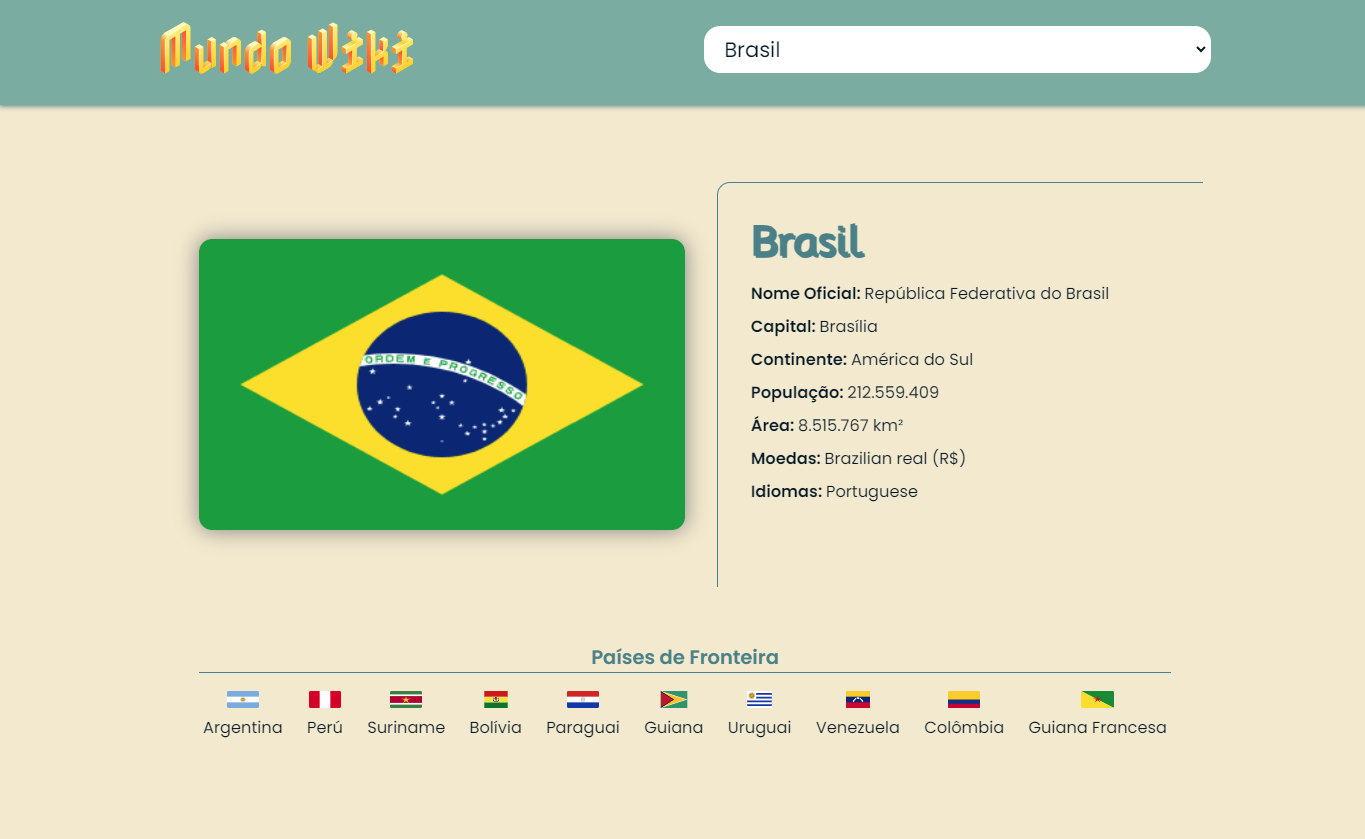 Mundo Wiki
Brasil
ORDEM E PROGRESSO
Brasil
Nome Oficial: República Federativa do Brasil
Capital: Brasília
Continente: América do Sul
População: 212.559.409
Área: 8.515.767 km²
Moedas: Brazilian real (R$)
Idiomas: Portuguese
Países de Fronteira
Argentina Perú Suriname Bolívia Paraguai Guiana Uruguai Venezuela Colômbia Guiana Francesa